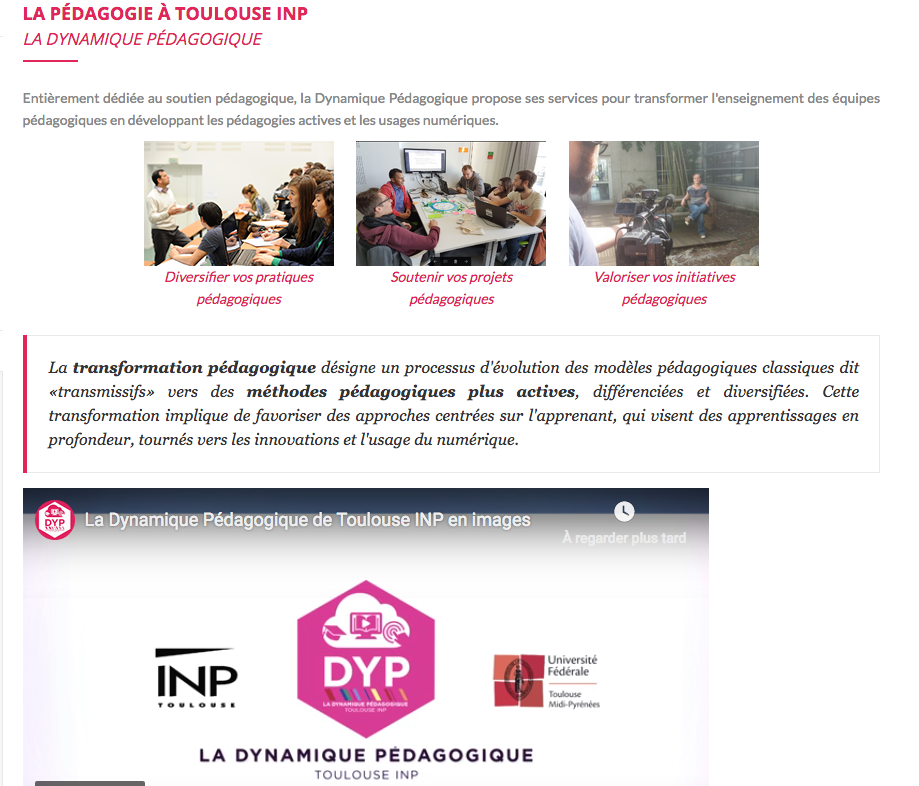 LA PÉDAGOGIE À TOULOUSE INP
LA DYNAMIQUE PÉDAGOGIQUE
Entièrement dédiée au soutien pédagogique, la Dynamique Pédagogique propose ses services pour transformer l'enseignement des équipes
pédagogiques en développant les pédagogies actives et les usages numériques.
Diversifier vos pratiques
pédagogiques
Soutenir vos projets
pédagogiques
Valoriser vos initiatives
pédagogiques
La transformation pédagogique désigne un processus d'évolution des modèles pédagogiques classiques dit
«transmissifs» vers des méthodes pédagogiques plus actives, différenciées et diversifiées. Cette
transformation implique de favoriser des approches centrées sur l'apprenant, qui visent des apprentissages en
profondeur, tournés vers les innovations et l'usage du numérique.
DYP
La Dynamique Pédagogique de Toulouse INP en images
À regarder plus tard
INP
TOULOUSE
DYP
LA DYNAMIQUE PÉDAGOGIQUE
TOULOUSE INP
Université
Fédérale
Toulouse
Midi-Pyrénées
LA DYNAMIQUE PÉDAGOGIQUE
TOULOUSE INP